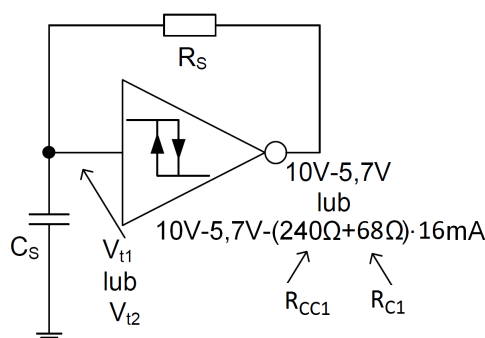 R_S
10V-5,7V
lub
10V-5,7V-(240Ω+68Ω)·16mA
C_S
V_t1
lub
V_t2
R_CC1
R_C1